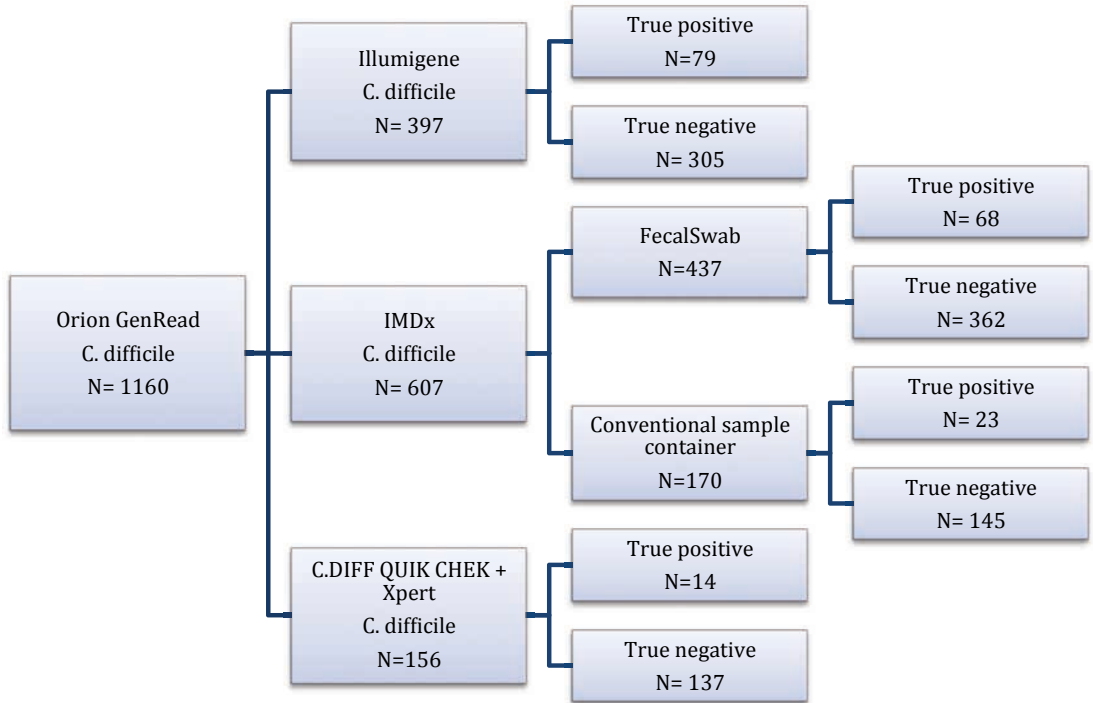 Orion GenRead
C. difficile
N= 1160
Illumigene
C. difficile
N= 397
True positive
N=79
True negative
N= 305
IMDx
C. difficile
N= 607
FecalSwab
N=437
True positive
N= 68
True negative
N= 362
Conventional sample
container
N=170
True positive
N= 23
True negative
N= 145
C.DIFF QUIK CHEK +
Xpert
C. difficile
N=156
True positive
N=14
True negative
N= 137